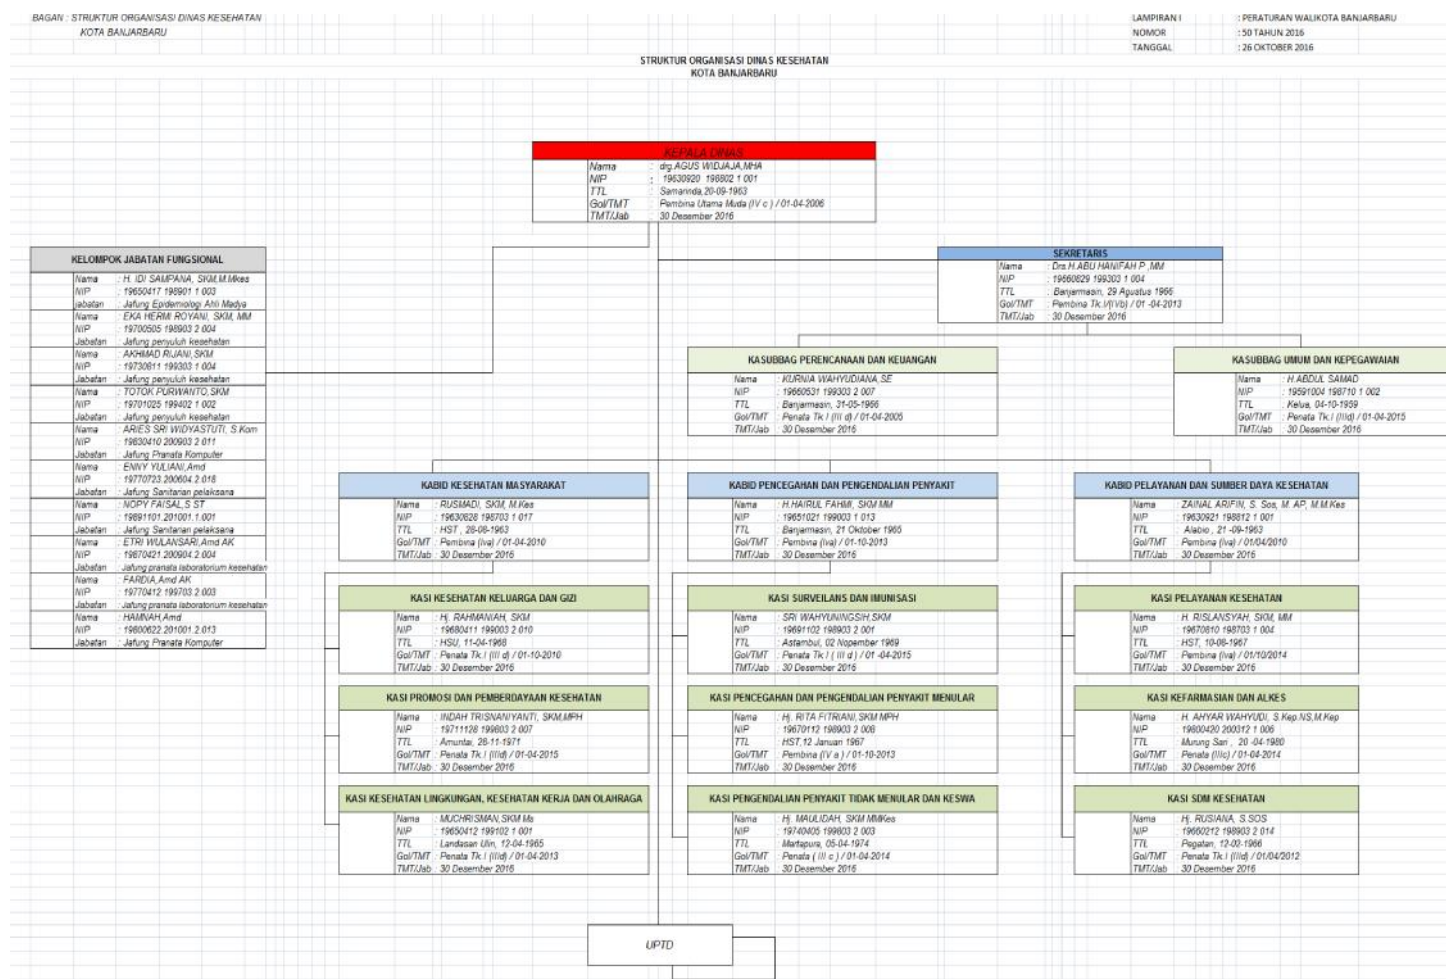 BAGAN : STRUKTUR ORGANISASI DINAS KESEHATAN
KOTA BANJARBARU
LAMPIRAN I : PERATURAN WALIKOTA BANJARBARU
NOMOR : 50 TAHUN 2016
TANGGAL : 26 OKTOBER 2016
STRUKTUR ORGANISASI DINAS KESEHATAN
KOTA BANJARBARU
KEPALA DINAS
Nama : drg.AGUS WIDJAJA,MHA
NIP : 19630920 198802 1 001
TTL : Samarinda,20-09-1963
Gol/TMT : Pembina Utama Muda (IV c ) / 01-04-2006
TMT/Jab : 30 Desember 2016
KELOMPOK JABATAN FUNGSIONAL
Nama : H. IDI SAMPANA, SKM,M.Mkes
NIP : 19650417 198901 1 003
jabatan : Jafung Epidemiologi Ahli Madya
Nama : EKA HERMI ROYANI, SKM, MM
NIP : 19700505 198903 2 004
Jabatan : Jafung penyuluh kesehatan
Nama : AKHMAD RIJANI,SKM
NIP : 19730611 199303 1 004
Jabatan : Jafung penyuluh kesehatan
Nama : TOTOK PURWANTO,SKM
NIP : 19701025 199402 1 002
Jabatan : Jafung penyuluh kesehatan
Nama : ARIES SRI WIDYASTUTI, S.Kom
NIP : 19830410 200903 2 011
Jabatan : Jafung Pranata Komputer
Nama : ENNY YULIANI,Amd
NIP : 19770723.200604.2.018
Jabatan : Jafung Sanitarian pelaksana
Nama : NOPY FAISAL,S ST
NIP : 19891101.201001.1.001
Jabatan : Jafung Sanitarian pelaksana
Nama : ETRI WULANSARI,Amd AK
NIP : 19870421.200904.2.004
Jabatan : Jafung pranata laboratorium kesehatan
Nama : FARDIA,Amd AK
NIP : 19770412.199703.2.003
Jabatan : Jafung pranata laboratorium kesehatan
Nama : HAMNAH,Amd
NIP : 19800622.201001.2.013
Jabatan : Jafung Pranata Komputer
SEKRETARIS
Nama : Drs.H.ABU HANIFAH P ,MM
NIP : 19660829 199303 1 004
TTL : Banjarmasin, 29 Agustus 1966
Gol/TMT : Pembina Tk.I/(IVb) / 01 -04-2013
TMT/Jab : 30 Desember 2016
KASUBBAG PERENCANAAN DAN KEUANGAN
Nama : KURNIA WAHYUDIANA,SE
NIP : 19660531 199303 2 007
TTL : Banjarmasin, 31-05-1966
Gol/TMT : Penata Tk.I (III d) / 01-04-2005
TMT/Jab : 30 Desember 2016
KASUBBAG UMUM DAN KEPEGAWAIAN
Nama : H.ABDUL SAMAD
NIP : 19591004 198710 1 002
TTL : Kelua, 04-10-1959
Gol/TMT : Penata Tk.I (IIId) / 01-04-2015
TMT/Jab : 30 Desember 2016
KABID KESEHATAN MASYARAKAT
Nama : RUSMADI, SKM, M.Kes
NIP : 19630828 198703 1 017
TTL : HST , 28-08-1963
Gol/TMT : Pembina (Iva) / 01-04-2010
TMT/Jab : 30 Desember 2016
KABID PENCEGAHAN DAN PENGENDALIAN PENYAKIT
Nama : H.HAIRUL FAHMI, SKM MM
NIP : 19651021 199003 1 013
TTL : Banjarmasin, 21 Oktober 1965
Gol/TMT : Pembina (Iva) / 01-10-2013
TMT/Jab : 30 Desember 2016
KABID PELAYANAN DAN SUMBER DAYA KESEHATAN
Nama : ZAINAL ARIFIN, S. Sos, M. AP, M.M.Kes
NIP : 19630921 198812 1 001
TTL : Alabio , 21 -09-1963
Gol/TMT : Pembina (Iva) / 01/04/2010
TMT/Jab : 30 Desember 2016
KASI KESEHATAN KELUARGA DAN GIZI
Nama : Hj. RAHMANIAH, SKM
NIP : 19680411 199003 2 010
TTL : HSU, 11-04-1968
Gol/TMT : Penata Tk.I (III d) / 01-10-2010
TMT/Jab : 30 Desember 2016
KASI SURVEILANS DAN IMUNISASI
Nama : SRI WAHYUNINGSIH,SKM
NIP : 19691102 198903 2 001
TTL : Astambul, 02 Nopember 1969
Gol/TMT : Penata Tk.I ( III d ) / 01 -04-2015
TMT/Jab : 30 Desember 2016
KASI PELAYANAN KESEHATAN
Nama : H. RISLANSYAH, SKM, MM
NIP : 19670810 198703 1 004
TTL : HST, 10-08-1967
Gol/TMT : Pembina (Iva) / 01/10/2014
TMT/Jab : 30 Desember 2016
KASI PROMOSI DAN PEMBERDAYAAN KESEHATAN
Nama : INDAH TRISNANIYANTI, SKM,MPH
NIP : 19711128 199803 2 007
TTL : Amuntai, 28-11-1971
Gol/TMT : Penata Tk.I (IIId) / 01-04-2015
TMT/Jab : 30 Desember 2016
KASI PENCEGAHAN DAN PENGENDALIAN PENYAKIT MENULAR
Nama : Hj. RITA FITRIANI, SKM MPH
NIP : 19670112 198903 2 008
TTL : HST,12 Januari 1967
Gol/TMT : Pembina (IV a ) / 01-10-2013
TMT/Jab : 30 Desember 2016
KASI KEFARMASIAN DAN ALKES
Nama : H. AHYAR WAHYUDI, S.Kep.NS,M.Kep
NIP : 19800420 200312 1 006
TTL : Murung Sari , 20 -04-1980
Gol/TMT : Penata (IIIc) / 01-04-2014
TMT/Jab : 30 Desember 2016
KASI KESEHATAN LINGKUNGAN, KESEHATAN KERJA DAN OLAHRAGA
Nama : MUCHRISMAN,SKM Ms
NIP : 19650412 199102 1 001
TTL : Landasan Ulin, 12-04-1965
Gol/TMT : Penata Tk.I (IIId) / 01-04-2013
TMT/Jab : 30 Desember 2016
KASI PENGENDALIAN PENYAKIT TIDAK MENULAR DAN KESWA
Nama : Hj. MAULIDAH, SKM MMKes
NIP : 19740405 199803 2 003
TTL : Martapura, 05-04-1974
Gol/TMT : Penata ( III c ) / 01-04-2014
TMT/Jab : 30 Desember 2016
KASI SDM KESEHATAN
Nama : Hj. RUSIANA, S.SOS
NIP : 19660212 198903 2 014
TTL : Pegatan, 12-02-1966
Gol/TMT : Penata Tk.I (IIId) / 01/04/2012
TMT/Jab : 30 Desember 2016
UPTD